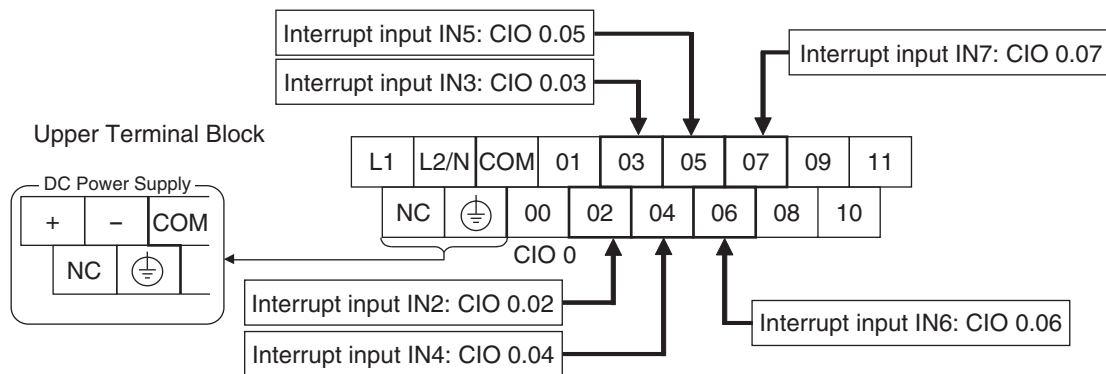 Interrupt input IN5: CIO 0.05
Interrupt input IN7: CIO 0.07
Interrupt input IN3: CIO 0.03
Upper Terminal Block
L1 L2/N COM 01 03 05 07 09 11
DC Power Supply
+ − COM
NC 00 02 04 06 08 10
NC
CIO 0
Interrupt input IN2: CIO 0.02
Interrupt input IN6: CIO 0.06
Interrupt input IN4: CIO 0.04